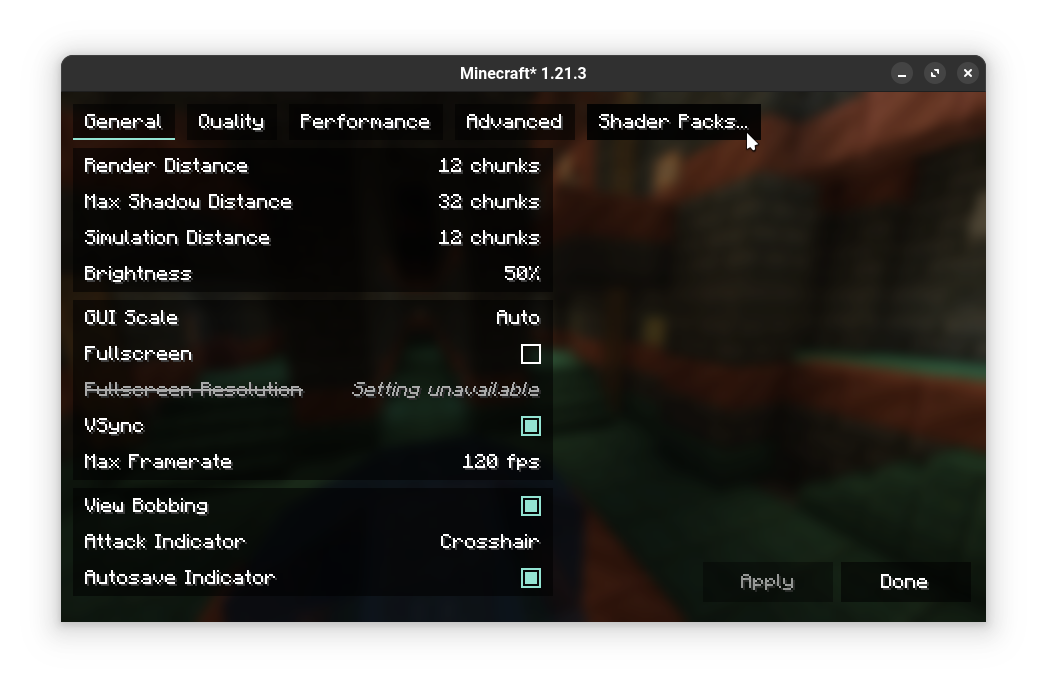 Minecraft* 1.21.3
General Quality Performance Advanced Shader Packs...
Render Distance 12 chunks
Max Shadow Distance 32 chunks
Simulation Distance 12 chunks
Brightness 50%
GUI Scale Auto
Fullscreen
Fullscreen Resolution Setting unavailable
VSync
Max Framerate 120 fps
View Bobbing
Attack Indicator Crosshair
Autosave Indicator
Apply Done